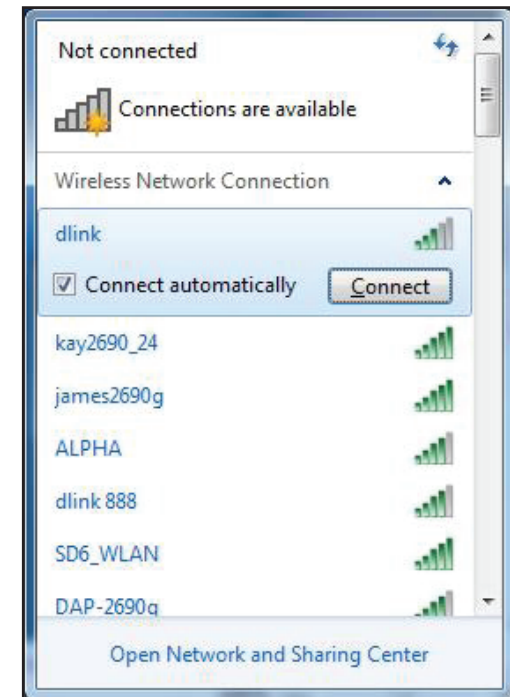 Not connected
Connections are available
Wireless Network Connection
dlink
Connect automatically Connect
kay2690_24
james2690g
ALPHA
dlink 888
SD6_WLAN
DAP-2690g
Open Network and Sharing Center